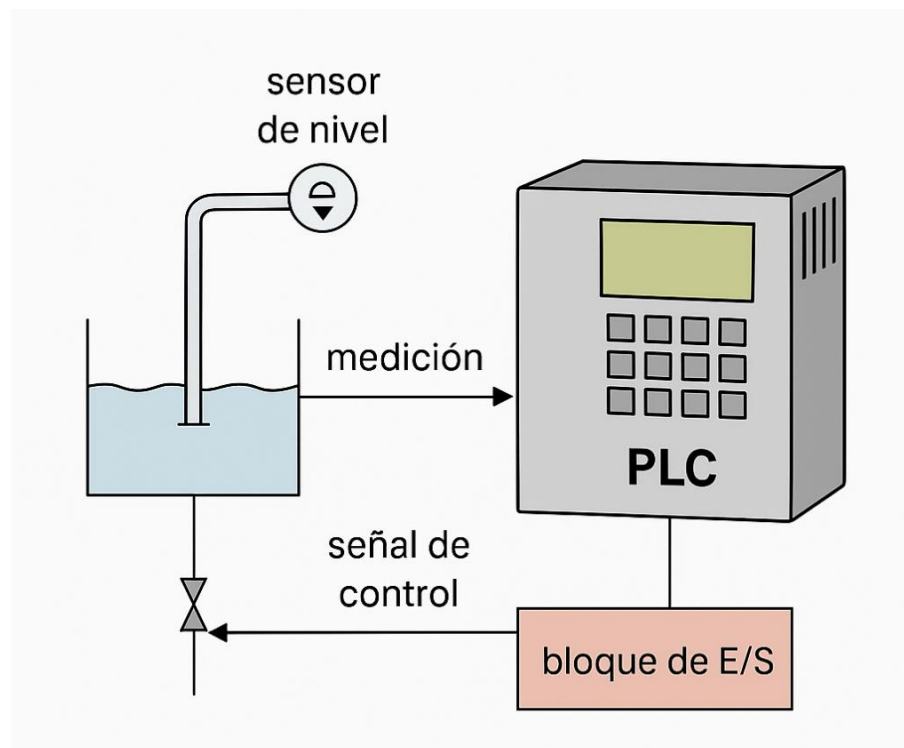 sensor
de nivel
medición
PLC
señal de
control
bloque de E/S